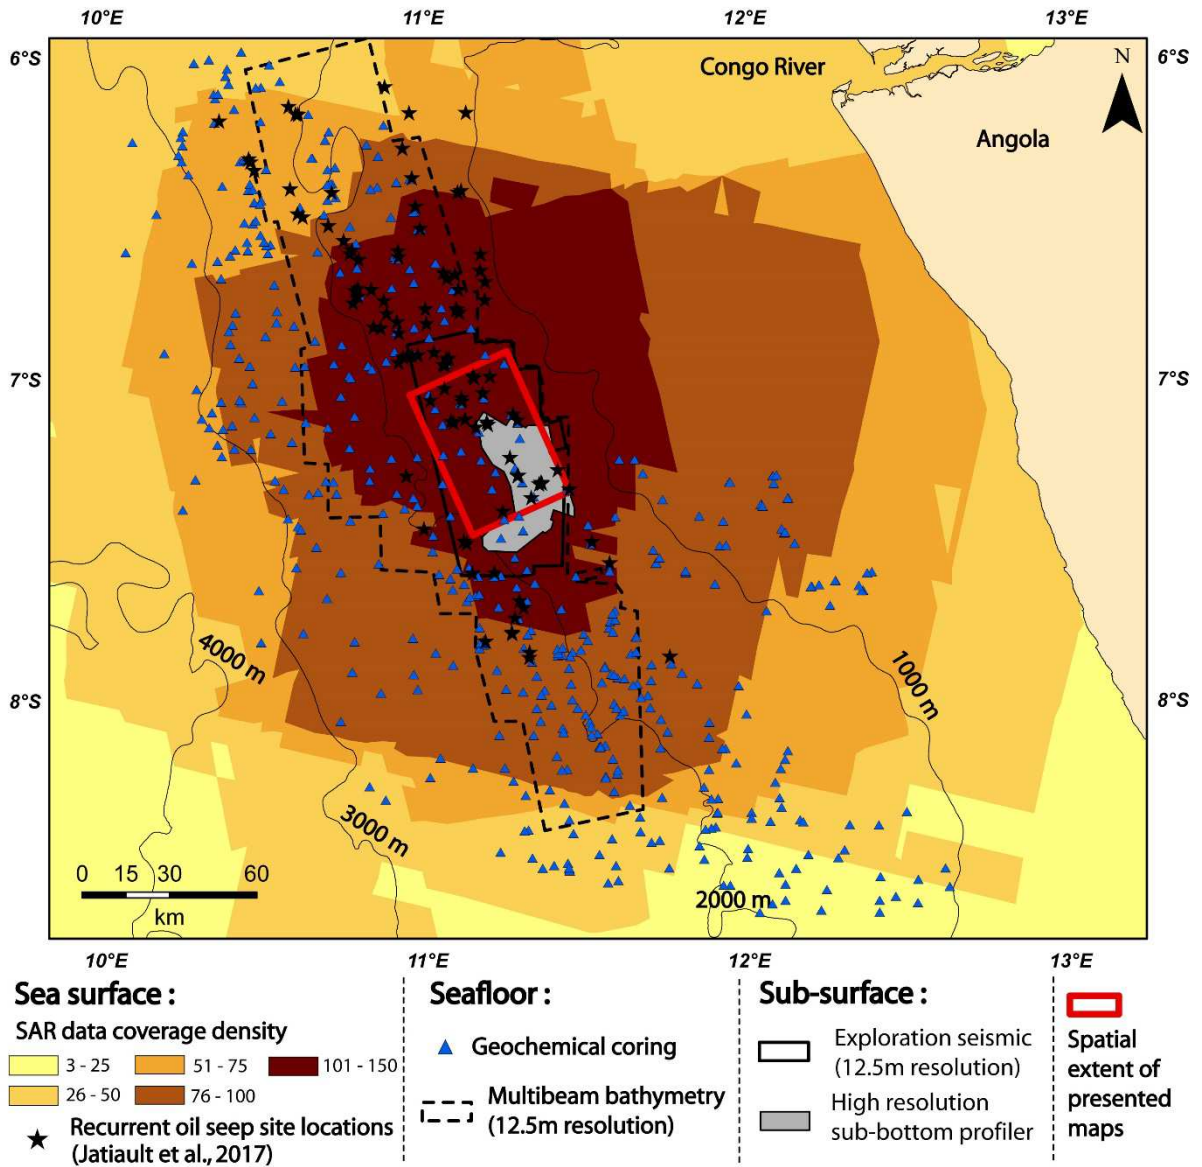 10°E 11°E 12°E 13°E
6°S 6°S
Congo River
N
Angola
7°S 7°S
4000 m
1000 m
8°S 8°S
3000 m
0 15 30 60
km
2000 m
10°E 11°E 12°E 13°E
Sea surface :
SAR data coverage density
3 - 25 51 - 75 101 - 150
26 - 50 76 - 100
Recurrent oil seep site locations
(Jatiault et al., 2017)
Seafloor :
Geochemical coring
Multibeam bathymetry
(12.5m resolution)
Sub-surface :
Exploration seismic
(12.5m resolution)
High resolution
sub-bottom profiler
Spatial
extent of
presented
maps